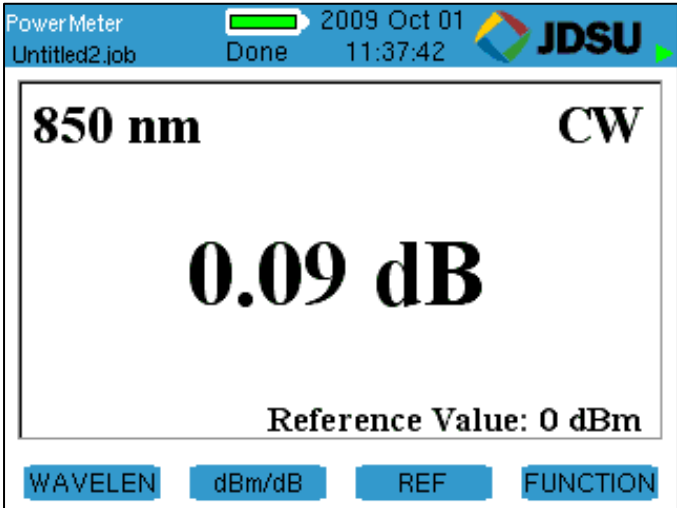 PowerMeter 2009 Oct 01 JDSU
Untitled2.job Done 11:37:42
850 nm CW
0.09 dB
Reference Value: 0 dBm
WAVELEN dBm/dB REF FUNCTION